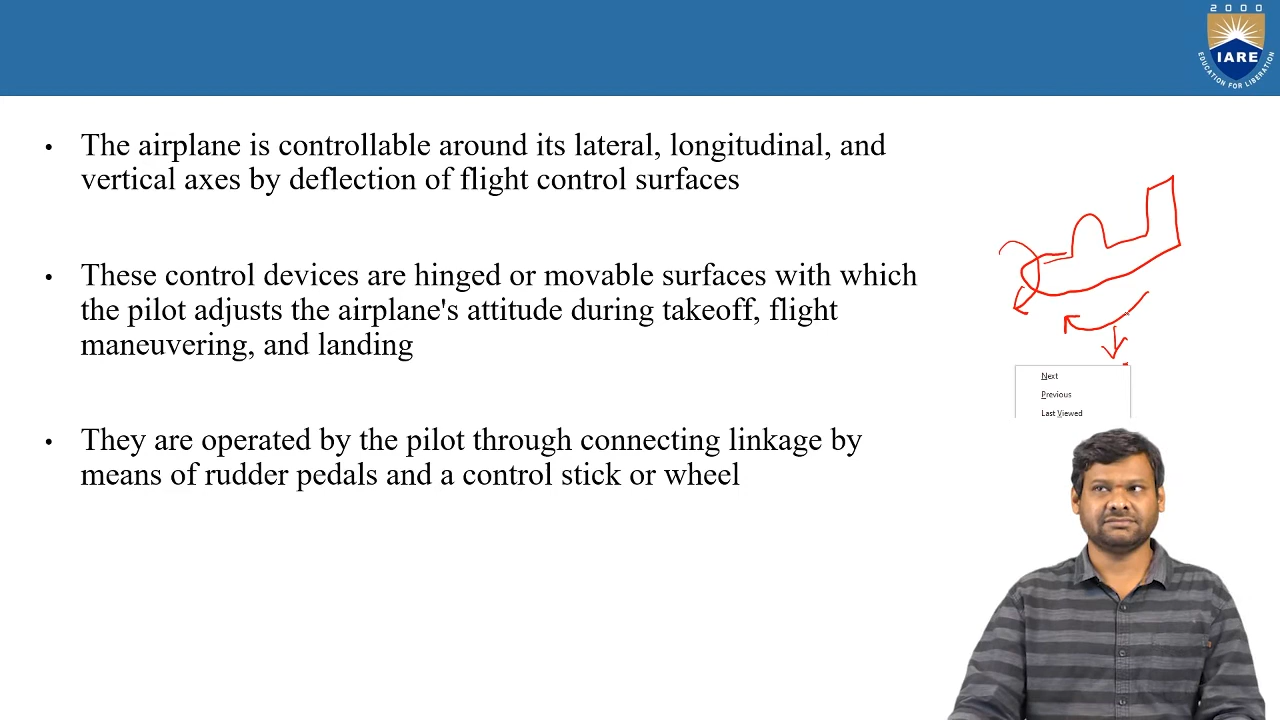 2 0 0 0
IARE
EDUCATION FOR LIBERATION
• The airplane is controllable around its lateral, longitudinal, and
vertical axes by deflection of flight control surfaces
• These control devices are hinged or movable surfaces with which
the pilot adjusts the airplane's attitude during takeoff, flight
maneuvering, and landing
Next
Previous
Last Viewed
• They are operated by the pilot through connecting linkage by
means of rudder pedals and a control stick or wheel